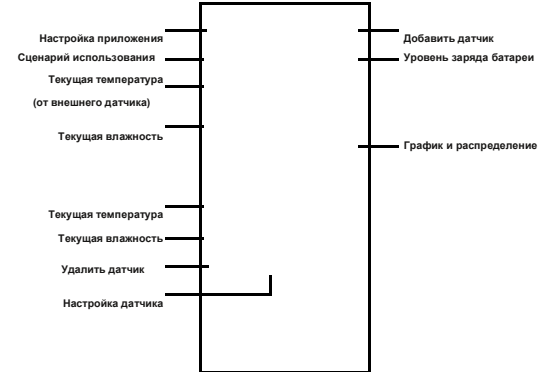 Настройка приложения
Сценарий использования
Текущая температура
(от внешнего датчика)
Текущая влажность
Текущая температура
Текущая влажность
Удалить датчик
Настройка датчика
Добавить датчик
Уровень заряда батареи
График и распределение